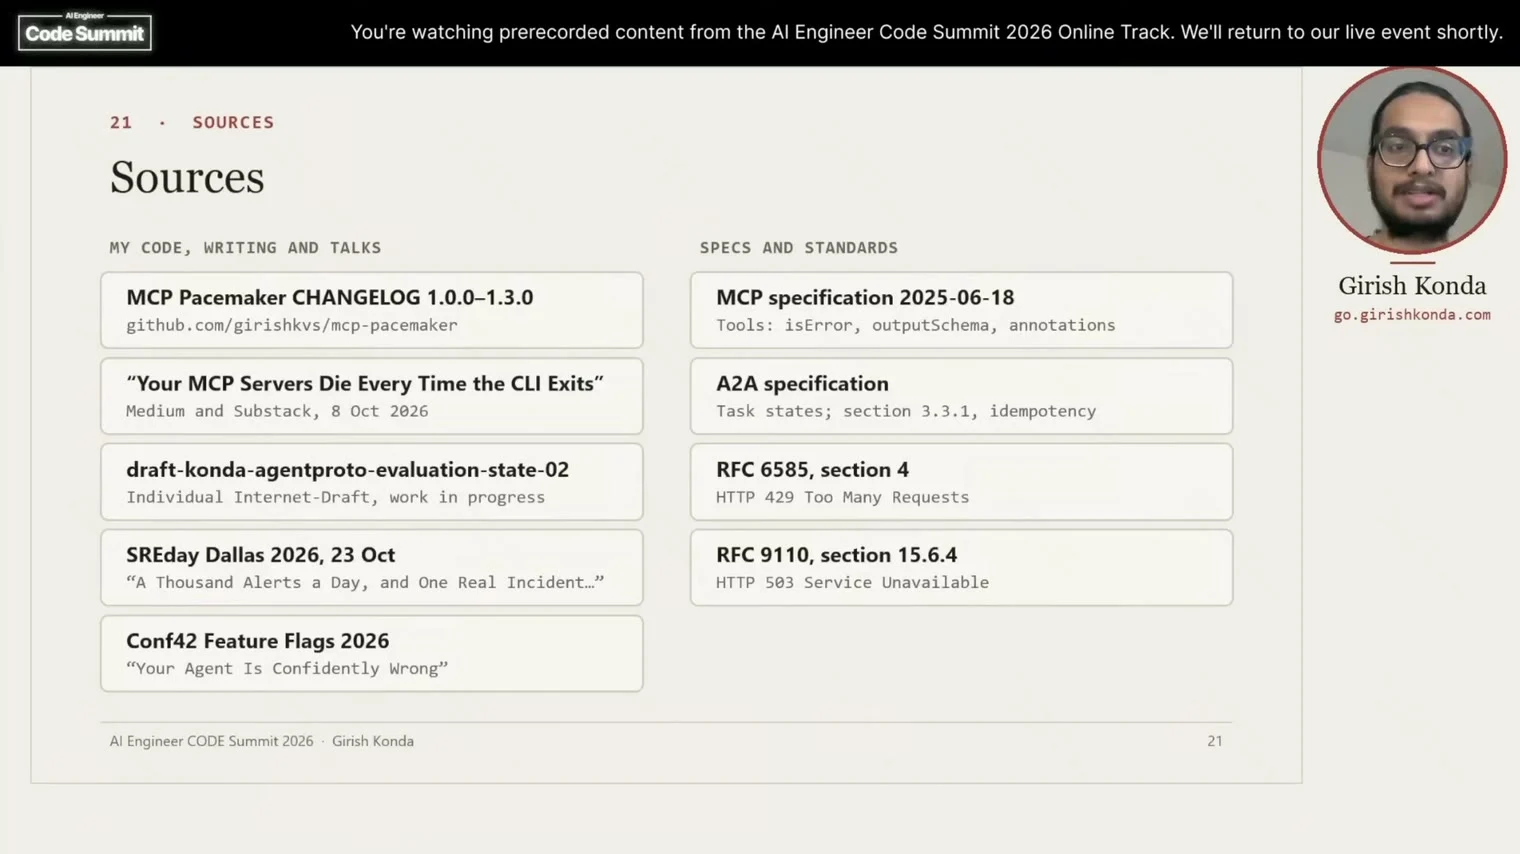 AI Engineer
Code Summit
You're watching prerecorded content from the AI Engineer Code Summit 2026 Online Track. We'll return to our live event shortly.
21 · SOURCES
Sources
MY CODE, WRITING AND TALKS
MCP Pacemaker CHANGELOG 1.0.0–1.3.0
github.com/girishkvs/mcp-pacemaker
“Your MCP Servers Die Every Time the CLI Exits”
Medium and Substack, 8 Oct 2026
draft-konda-agentproto-evaluation-state-02
Individual Internet-Draft, work in progress
SREday Dallas 2026, 23 Oct
“A Thousand Alerts a Day, and One Real Incident…”
Conf42 Feature Flags 2026
“Your Agent Is Confidently Wrong”
SPECS AND STANDARDS
MCP specification 2025-06-18
Tools: isError, outputSchema, annotations
A2A specification
Task states; section 3.3.1, idempotency
RFC 6585, section 4
HTTP 429 Too Many Requests
RFC 9110, section 15.6.4
HTTP 503 Service Unavailable
AI Engineer CODE Summit 2026 · Girish Konda
21
Girish Konda
go.girishkonda.com